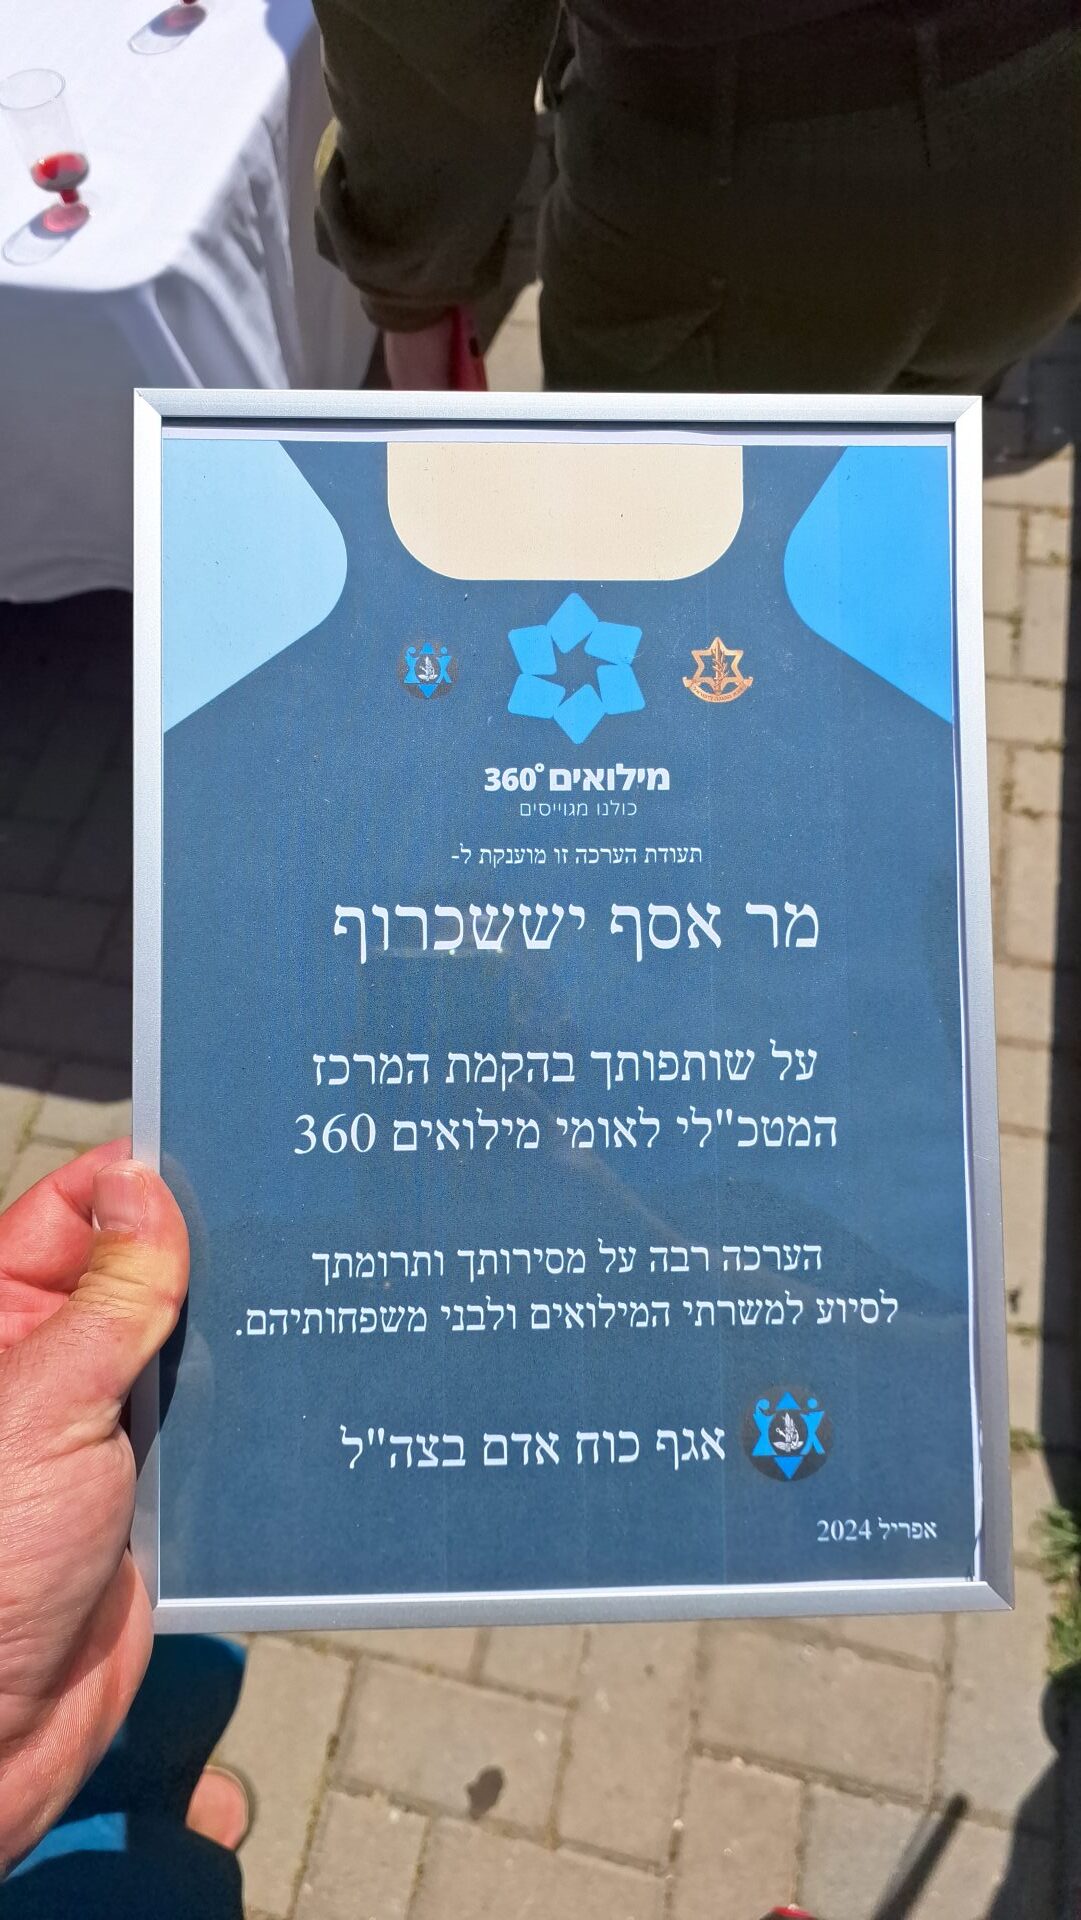 מילואים 360°
כולנו מגוייסים
תעודת הערכה זו מוענקת ל-
מר אסף יששכרוף
על שותפותך בהקמת המרכז
המטכ"לי לאומי מילואים 360
הערכה רבה על מסירותך ותרומתך
לסיוע למשרתי המילואים ולבני משפחותיהם.
אגף כוח אדם בצה"ל
אפריל 2024